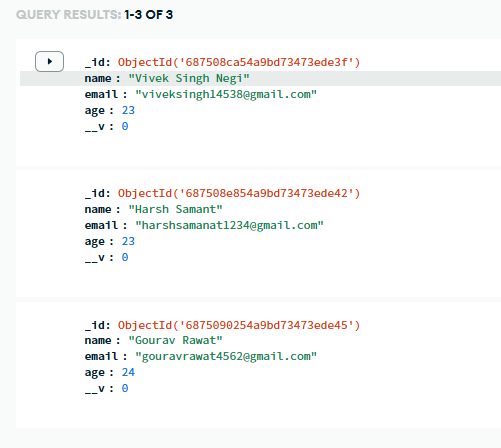 QUERY RESULTS: 1-3 OF 3
_id: ObjectId('687508ca54a9bd73473ede3f')
name : "Vivek Singh Negi"
email : "viveksingh14538@gmail.com"
age : 23
__v : 0
_id: ObjectId('687508e854a9bd73473ede42')
name : "Harsh Samant"
email : "harshsamanat1234@gmail.com"
age : 23
__v : 0
_id: ObjectId('6875090254a9bd73473ede45')
name : "Gourav Rawat"
email : "gouravrawat4562@gmail.com"
age : 24
__v : 0